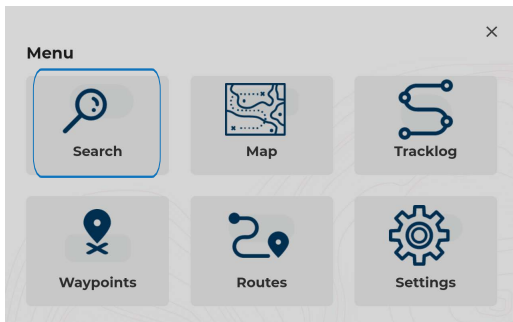 Menu
Search
Map
Tracklog
Waypoints
Routes
Settings